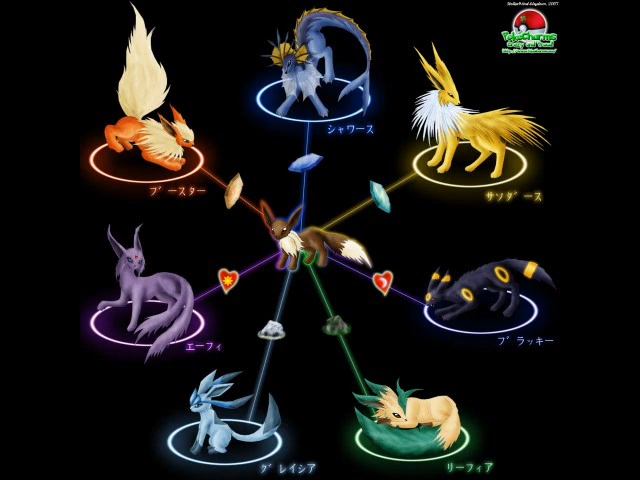 PokeCharms
シャワーズ
ブースター
サンダース
エーフィ
ブラッキー
グレイシア
リーフィア